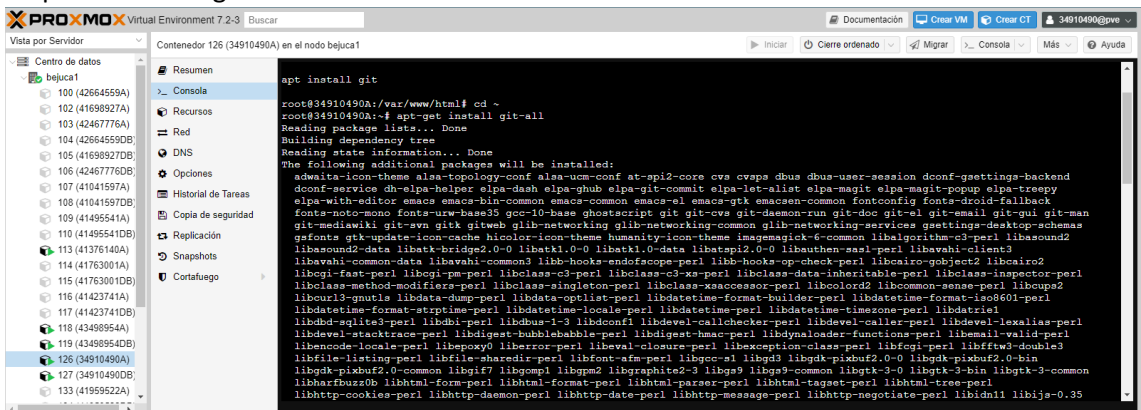 PROXMOX Virtual Environment 7.2-3 Buscar
Documentación Crear VM Crear CT 34910490@pve
Vista por Servidor
Contenedor 126 (34910490A) en el nodo bejuca1
Iniciar Cierre ordenado Migrar Consola Más Ayuda
Centro de datos
bejuca1
100 (42664559A)
102 (41698927A)
103 (42467776A)
104 (42664559DB)
105 (41698927DB)
106 (42467776DB)
107 (41041597A)
108 (41041597DB)
109 (41495541A)
110 (41495541DB)
113 (41376140A)
114 (41763001A)
115 (41763001DB)
116 (41423741A)
117 (41423741DB)
118 (43498954A)
119 (43498954DB)
126 (34910490A)
127 (34910490DB)
133 (41959522A)
Resumen
Consola
Recursos
Red
DNS
Opciones
Historial de Tareas
Copia de seguridad
Replicación
Snapshots
Cortafuego
apt install git
root@34910490A:/var/www/html# cd ~
root@34910490A:~# apt-get install git-all
Reading package lists... Done
Building dependency tree
Reading state information... Done
The following additional packages will be installed:
adwaita-icon-theme alsa-topology-conf alsa-ucm-conf at-spi2-core cvs cvsps dbus dbus-user-session dconf-gsettings-backend
dconf-service dh-elpa-helper elpa-dash elpa-ghub elpa-git-commit elpa-let-alist elpa-magit elpa-magit-popup elpa-treepy
elpa-with-editor emacs emacs-bin-common emacs-common emacs-el emacs-gtk emacsen-common fontconfig fonts-droid-fallback
fonts-noto-mono fonts-urw-base35 gcc-10-base ghostscript git git-cvs git-daemon-run git-doc git-el git-email git-gui git-man
git-mediawiki git-svn gitk gitweb glib-networking glib-networking-common glib-networking-services gsettings-desktop-schemas
gsfonts gtk-update-icon-cache hicolor-icon-theme humanity-icon-theme imagemagick-6-common libalgorithm-c3-perl libasound2
libasound2-data libatk-bridge2.0-0 libatk1.0-0 libatk1.0-data libatspi2.0-0 libauthen-sasl-perl libavahi-client3
libavahi-common-data libavahi-common3 libb-hooks-endofscope-perl libb-hooks-op-check-perl libcairo-gobject2 libcairo2
libcgi-fast-perl libcgi-pm-perl libclass-c3-perl libclass-c3-xs-perl libclass-data-inheritable-perl libclass-inspector-perl
libclass-method-modifiers-perl libclass-singleton-perl libclass-xsaccessor-perl libcolord2 libcommon-sense-perl libcups2
libcurl3-gnutls libdata-dump-perl libdata-optlist-perl libdatetime-format-builder-perl libdatetime-format-iso8601-perl
libdatetime-format-strptime-perl libdatetime-locale-perl libdatetime-perl libdatetime-timezone-perl libdatrie1
libdbd-sqlite3-perl libdbi-perl libdbus-1-3 libdconf1 libdevel-callchecker-perl libdevel-caller-perl libdevel-lexalias-perl
libdevel-stacktrace-perl libdigest-bubblebabble-perl libdigest-hmac-perl libdynaloader-functions-perl libemail-valid-perl
libencode-locale-perl libepoxy0 liberror-perl libeval-closure-perl libexception-class-perl libfcgi-perl libfftw3-double3
libfile-listing-perl libfile-sharedir-perl libfont-afm-perl libgcc-s1 libgd3 libgdk-pixbuf2.0-0 libgdk-pixbuf2.0-bin
libgdk-pixbuf2.0-common libgif7 libgomp1 libgpm2 libgraphite2-3 libgs9 libgs9-common libgtk-3-0 libgtk-3-bin libgtk-3-common
libharfbuzz0b libhtml-form-perl libhtml-format-perl libhtml-parser-perl libhtml-tagset-perl libhtml-tree-perl
libhttp-cookies-perl libhttp-daemon-perl libhttp-date-perl libhttp-message-perl libhttp-negotiate-perl libidn11 libijs-0.35